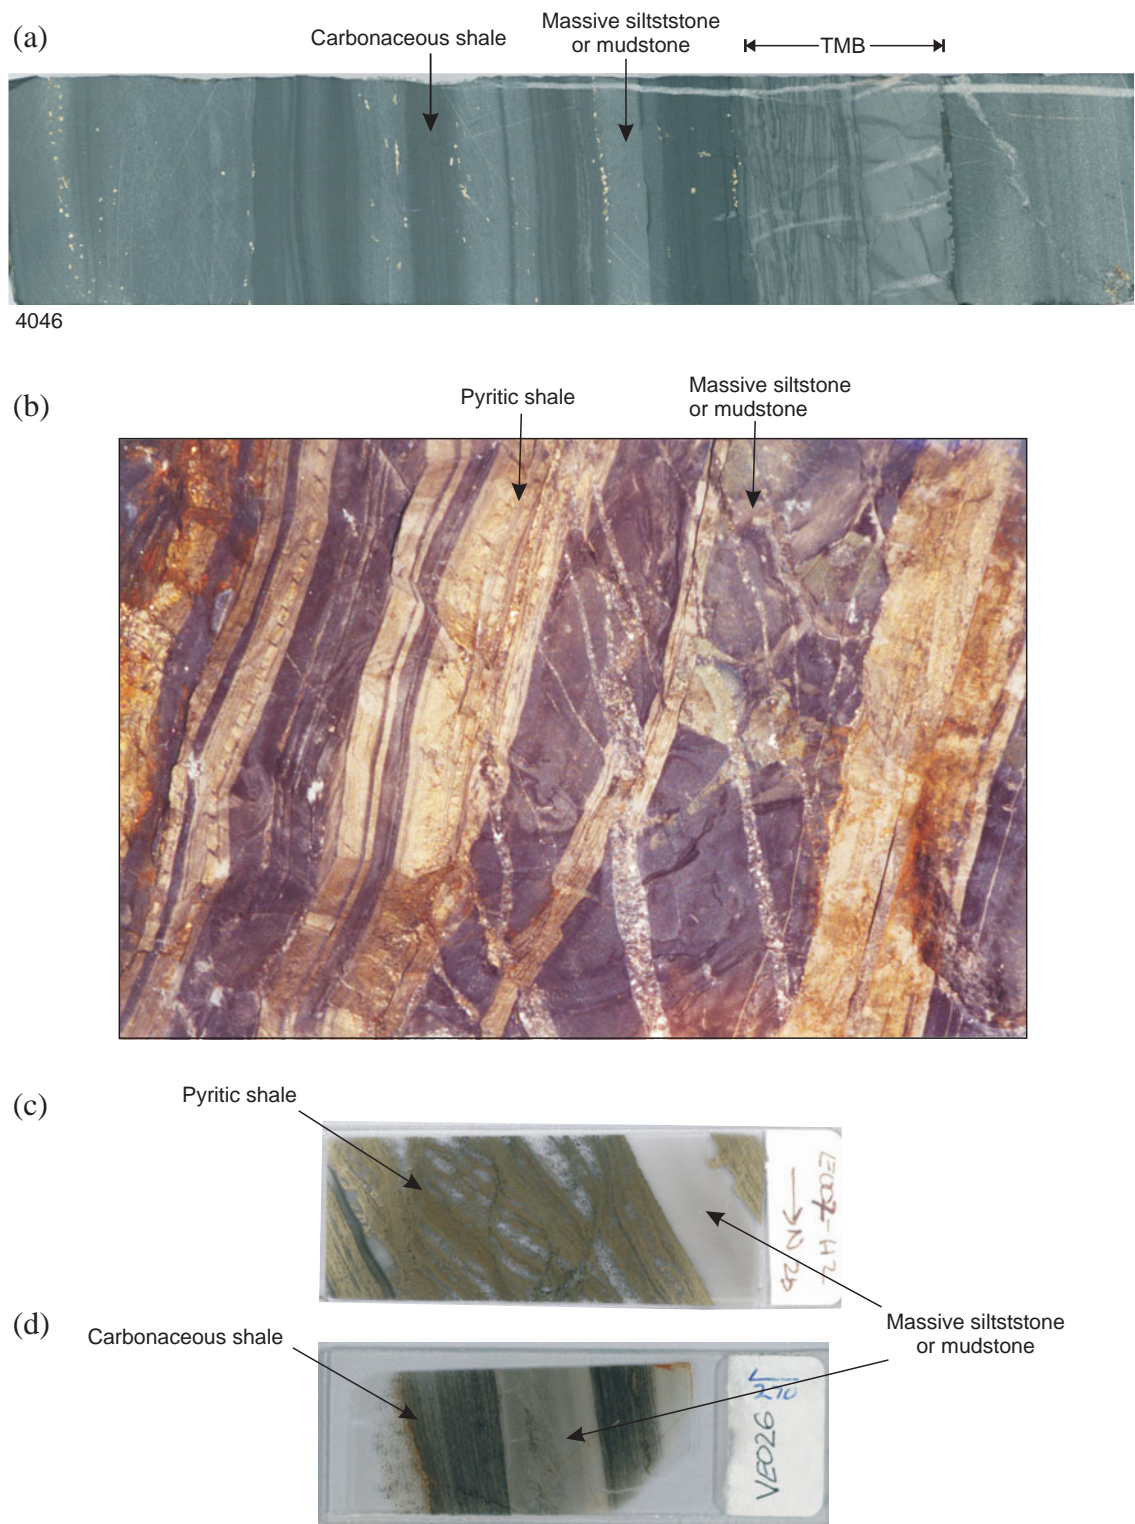 (a)
Carbonaceous shale
Massive siltststone
or mudstone
TMB
4046
(b)
Pyritic shale
Massive siltstone
or mudstone
(c)
Pyritic shale
(d)
Carbonaceous shale
Massive siltststone
or mudstone
VE026